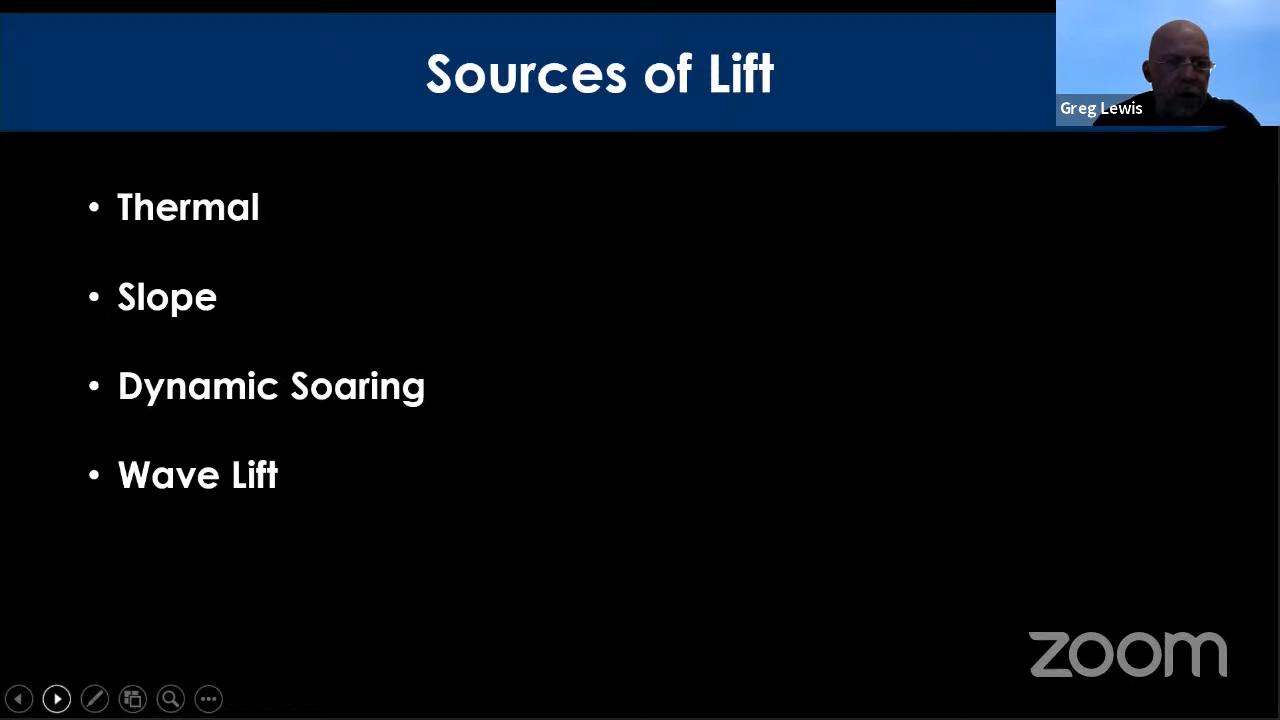 Sources of Lift
Greg Lewis
• Thermal
• Slope
• Dynamic Soaring
• Wave Lift
zoom